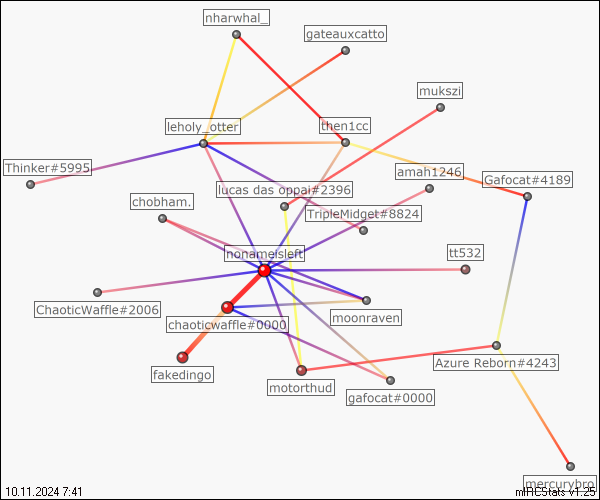 nharwhal_
gateauxcatto
mukszi
leholy_otter
then1cc
Thinker#5995
amah1246
Gafocat#4189
lucas das oppai#2396
chobham.
TripleMidget#8824
nonameisleft
tt532
ChaoticWaffle#2006
chaoticwaffle#0000
moonraven
Azure Reborn#4243
fakedingo
motorthud
gafocat#0000
mercurybro
10.11.2024 7:41
mIRCStats v1.25